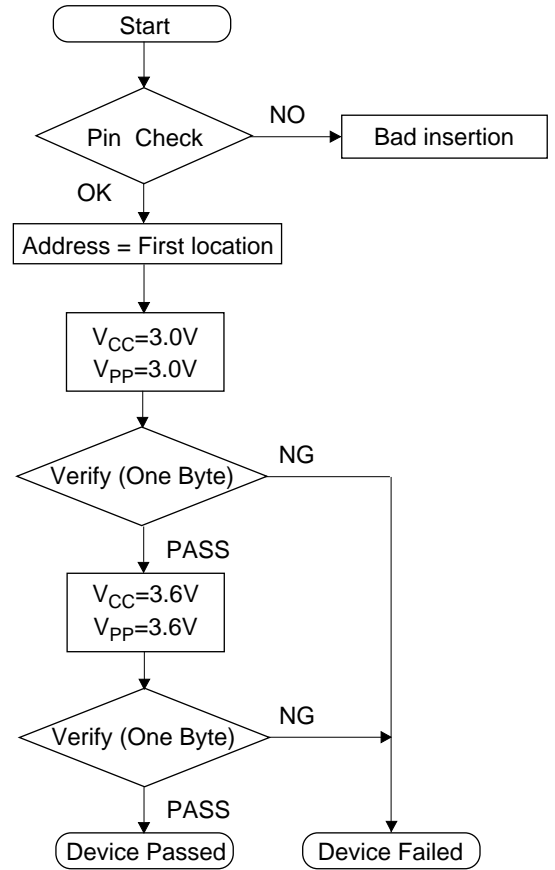 Start
Pin Check
NO
Bad insertion
OK
Address = First location
VCC=3.0V
VPP=3.0V
Verify (One Byte)
NG
PASS
VCC=3.6V
VPP=3.6V
Verify (One Byte)
NG
PASS
Device Passed
Device Failed